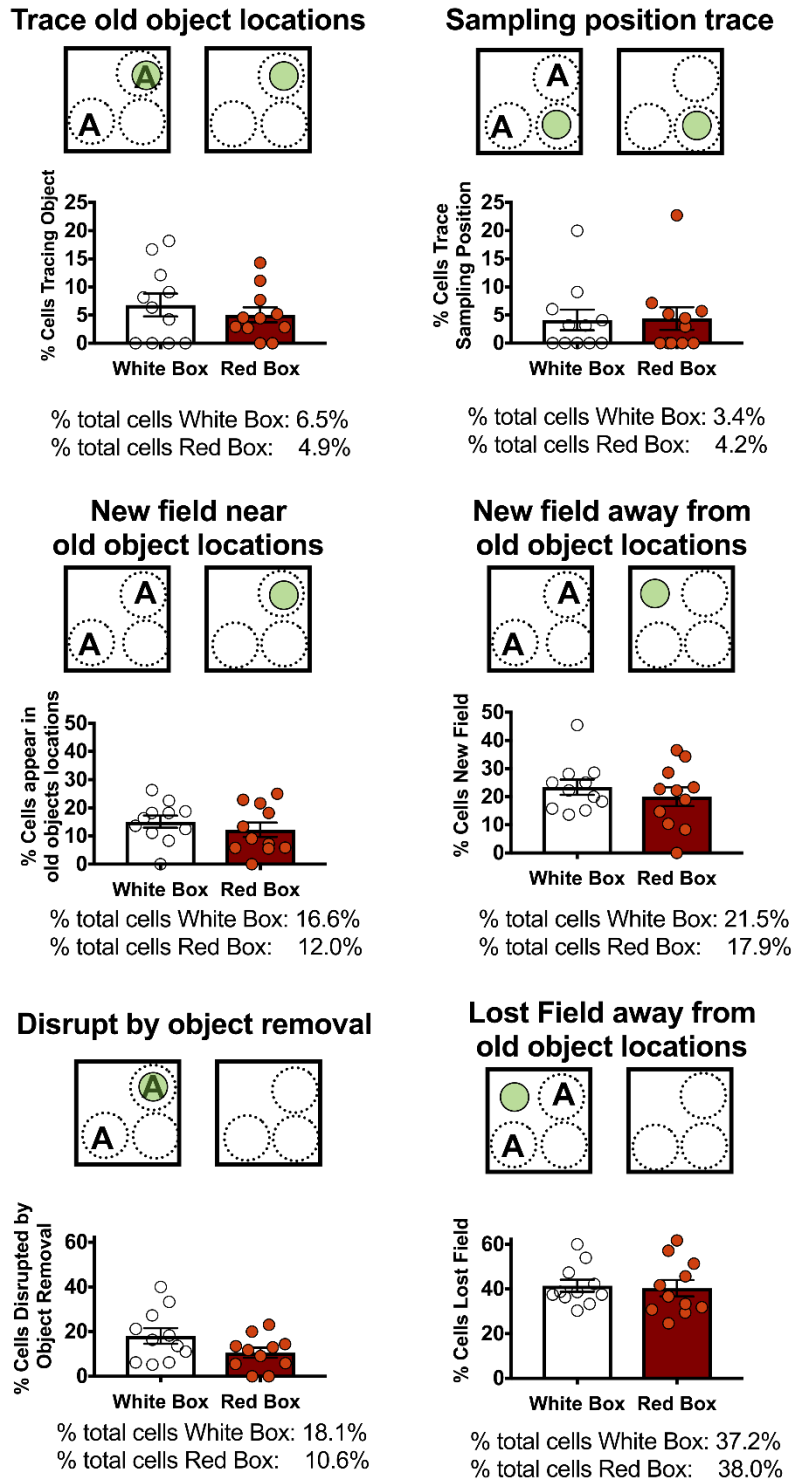 Trace old object locations
A
A
% Cells Tracing Object
25
20
15
10
5
0
White Box Red Box
% total cells White Box: 6.5%
% total cells Red Box: 4.9%
Sampling position trace
A
A
% Cells Trace
Sampling Position
25
20
15
10
5
0
White Box Red Box
% total cells White Box: 3.4%
% total cells Red Box: 4.2%
New field near
old object locations
A
A
% Cells appear in
old objects locations
50
40
30
20
10
0
White Box Red Box
% total cells White Box: 16.6%
% total cells Red Box: 12.0%
New field away from
old object locations
A
A
% Cells New Field
50
40
30
20
10
0
White Box Red Box
% total cells White Box: 21.5%
% total cells Red Box: 17.9%
Disrupt by object removal
A
A
% Cells Disrupted by
Object Removal
60
40
20
0
White Box Red Box
% total cells White Box: 18.1%
% total cells Red Box: 10.6%
Lost Field away from
old object locations
A
A
% Cells Lost Field
60
40
20
0
White Box Red Box
% total cells White Box: 37.2%
% total cells Red Box: 38.0%